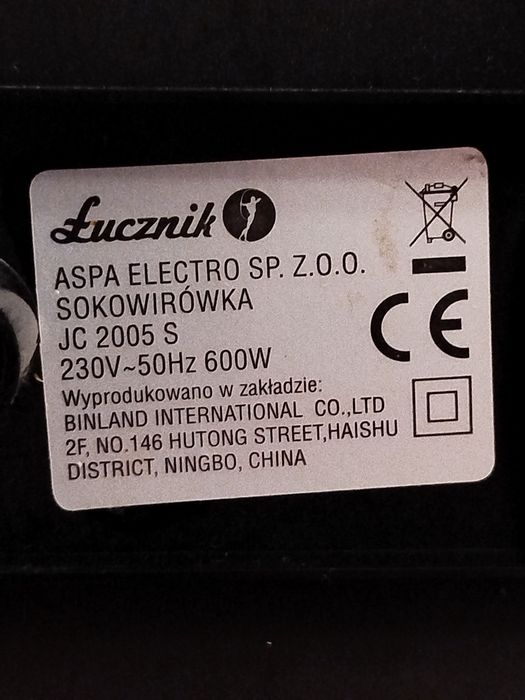 Łucznik
ASPA ELECTRO SP. Z.O.O.
SOKOWIRÓWKA
JC 2005 S
230V~50Hz 600W
Wyprodukowano w zakładzie:
BINLAND INTERNATIONAL CO.,LTD
2F, NO.146 HUTONG STREET,HAISHU
DISTRICT, NINGBO, CHINA
CE